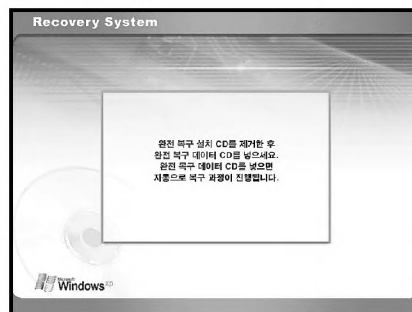 Recovery System
완전 복구 설치 CD를 제거한 후
완전 복구 데이터 CD를 넣으세요.
완전 복구 데이터 CD를 넣으면
자동으로 복구 과정이 진행됩니다.
Microsoft
Windows XP